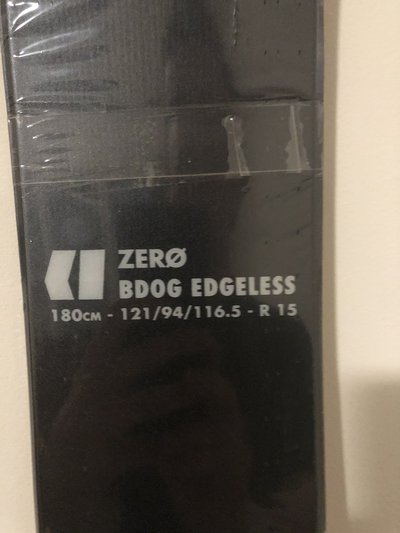 ZERØ
BDOG EDGELESS
180CM - 121/94/116.5 - R 15